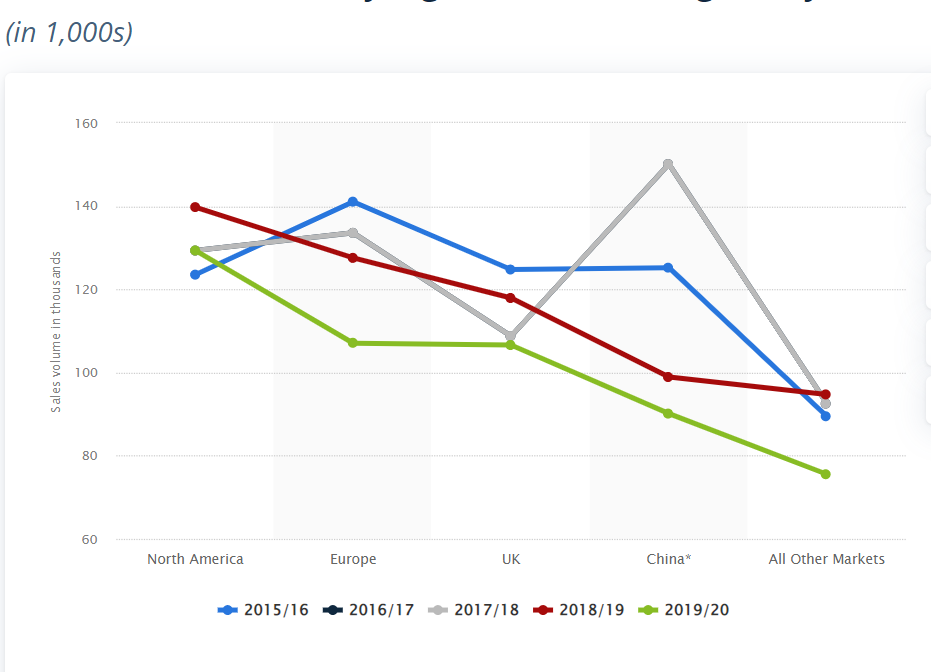 (in 1,000s)
160
140
120
100
80
60
Sales volume in thousands
North America Europe UK China* All Other Markets
2015/16 2016/17 2017/18 2018/19 2019/20